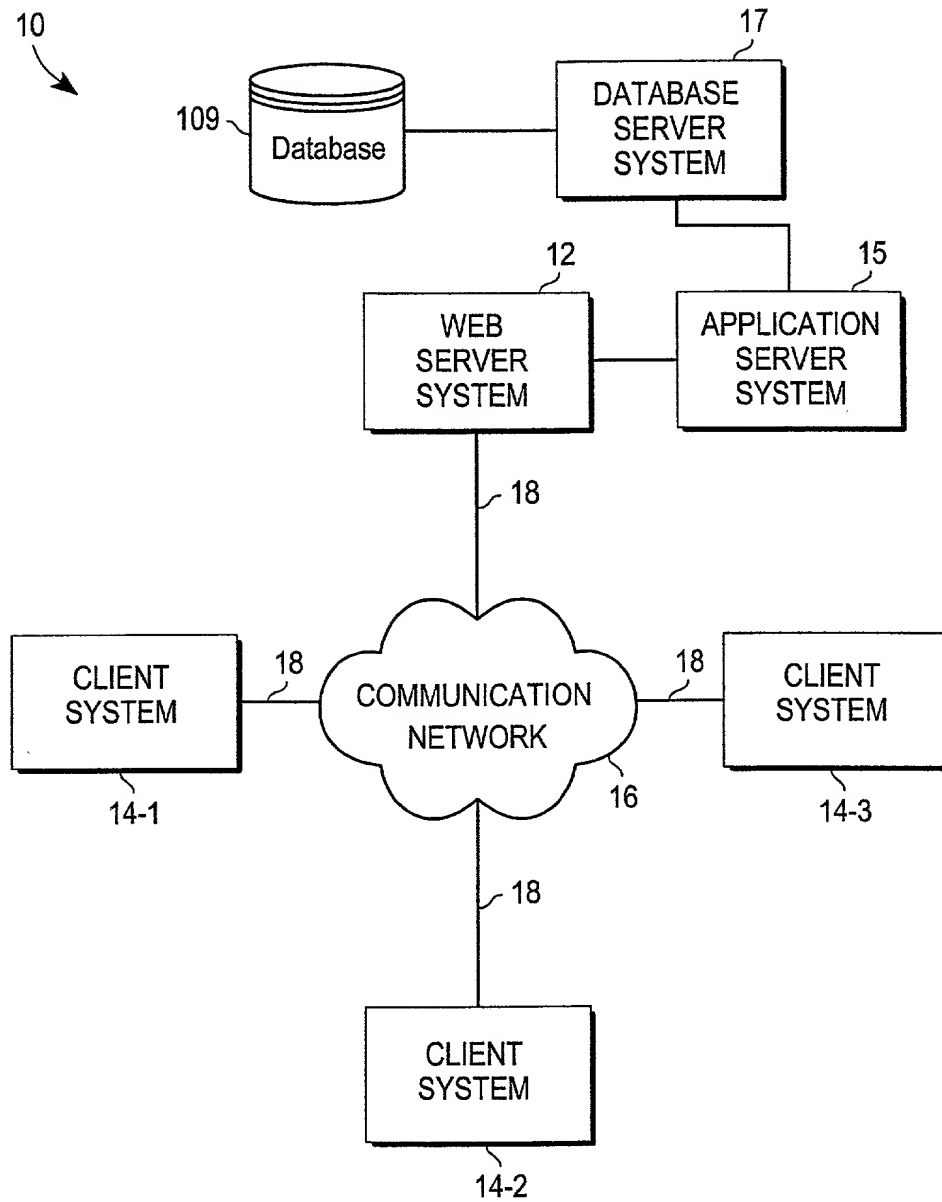 10
17
109
Database
DATABASE
SERVER
SYSTEM
12
15
WEB
SERVER
SYSTEM
APPLICATION
SERVER
SYSTEM
18
CLIENT
SYSTEM
18
COMMUNICATION
NETWORK
18
CLIENT
SYSTEM
14-1
16
14-3
18
CLIENT
SYSTEM
14-2